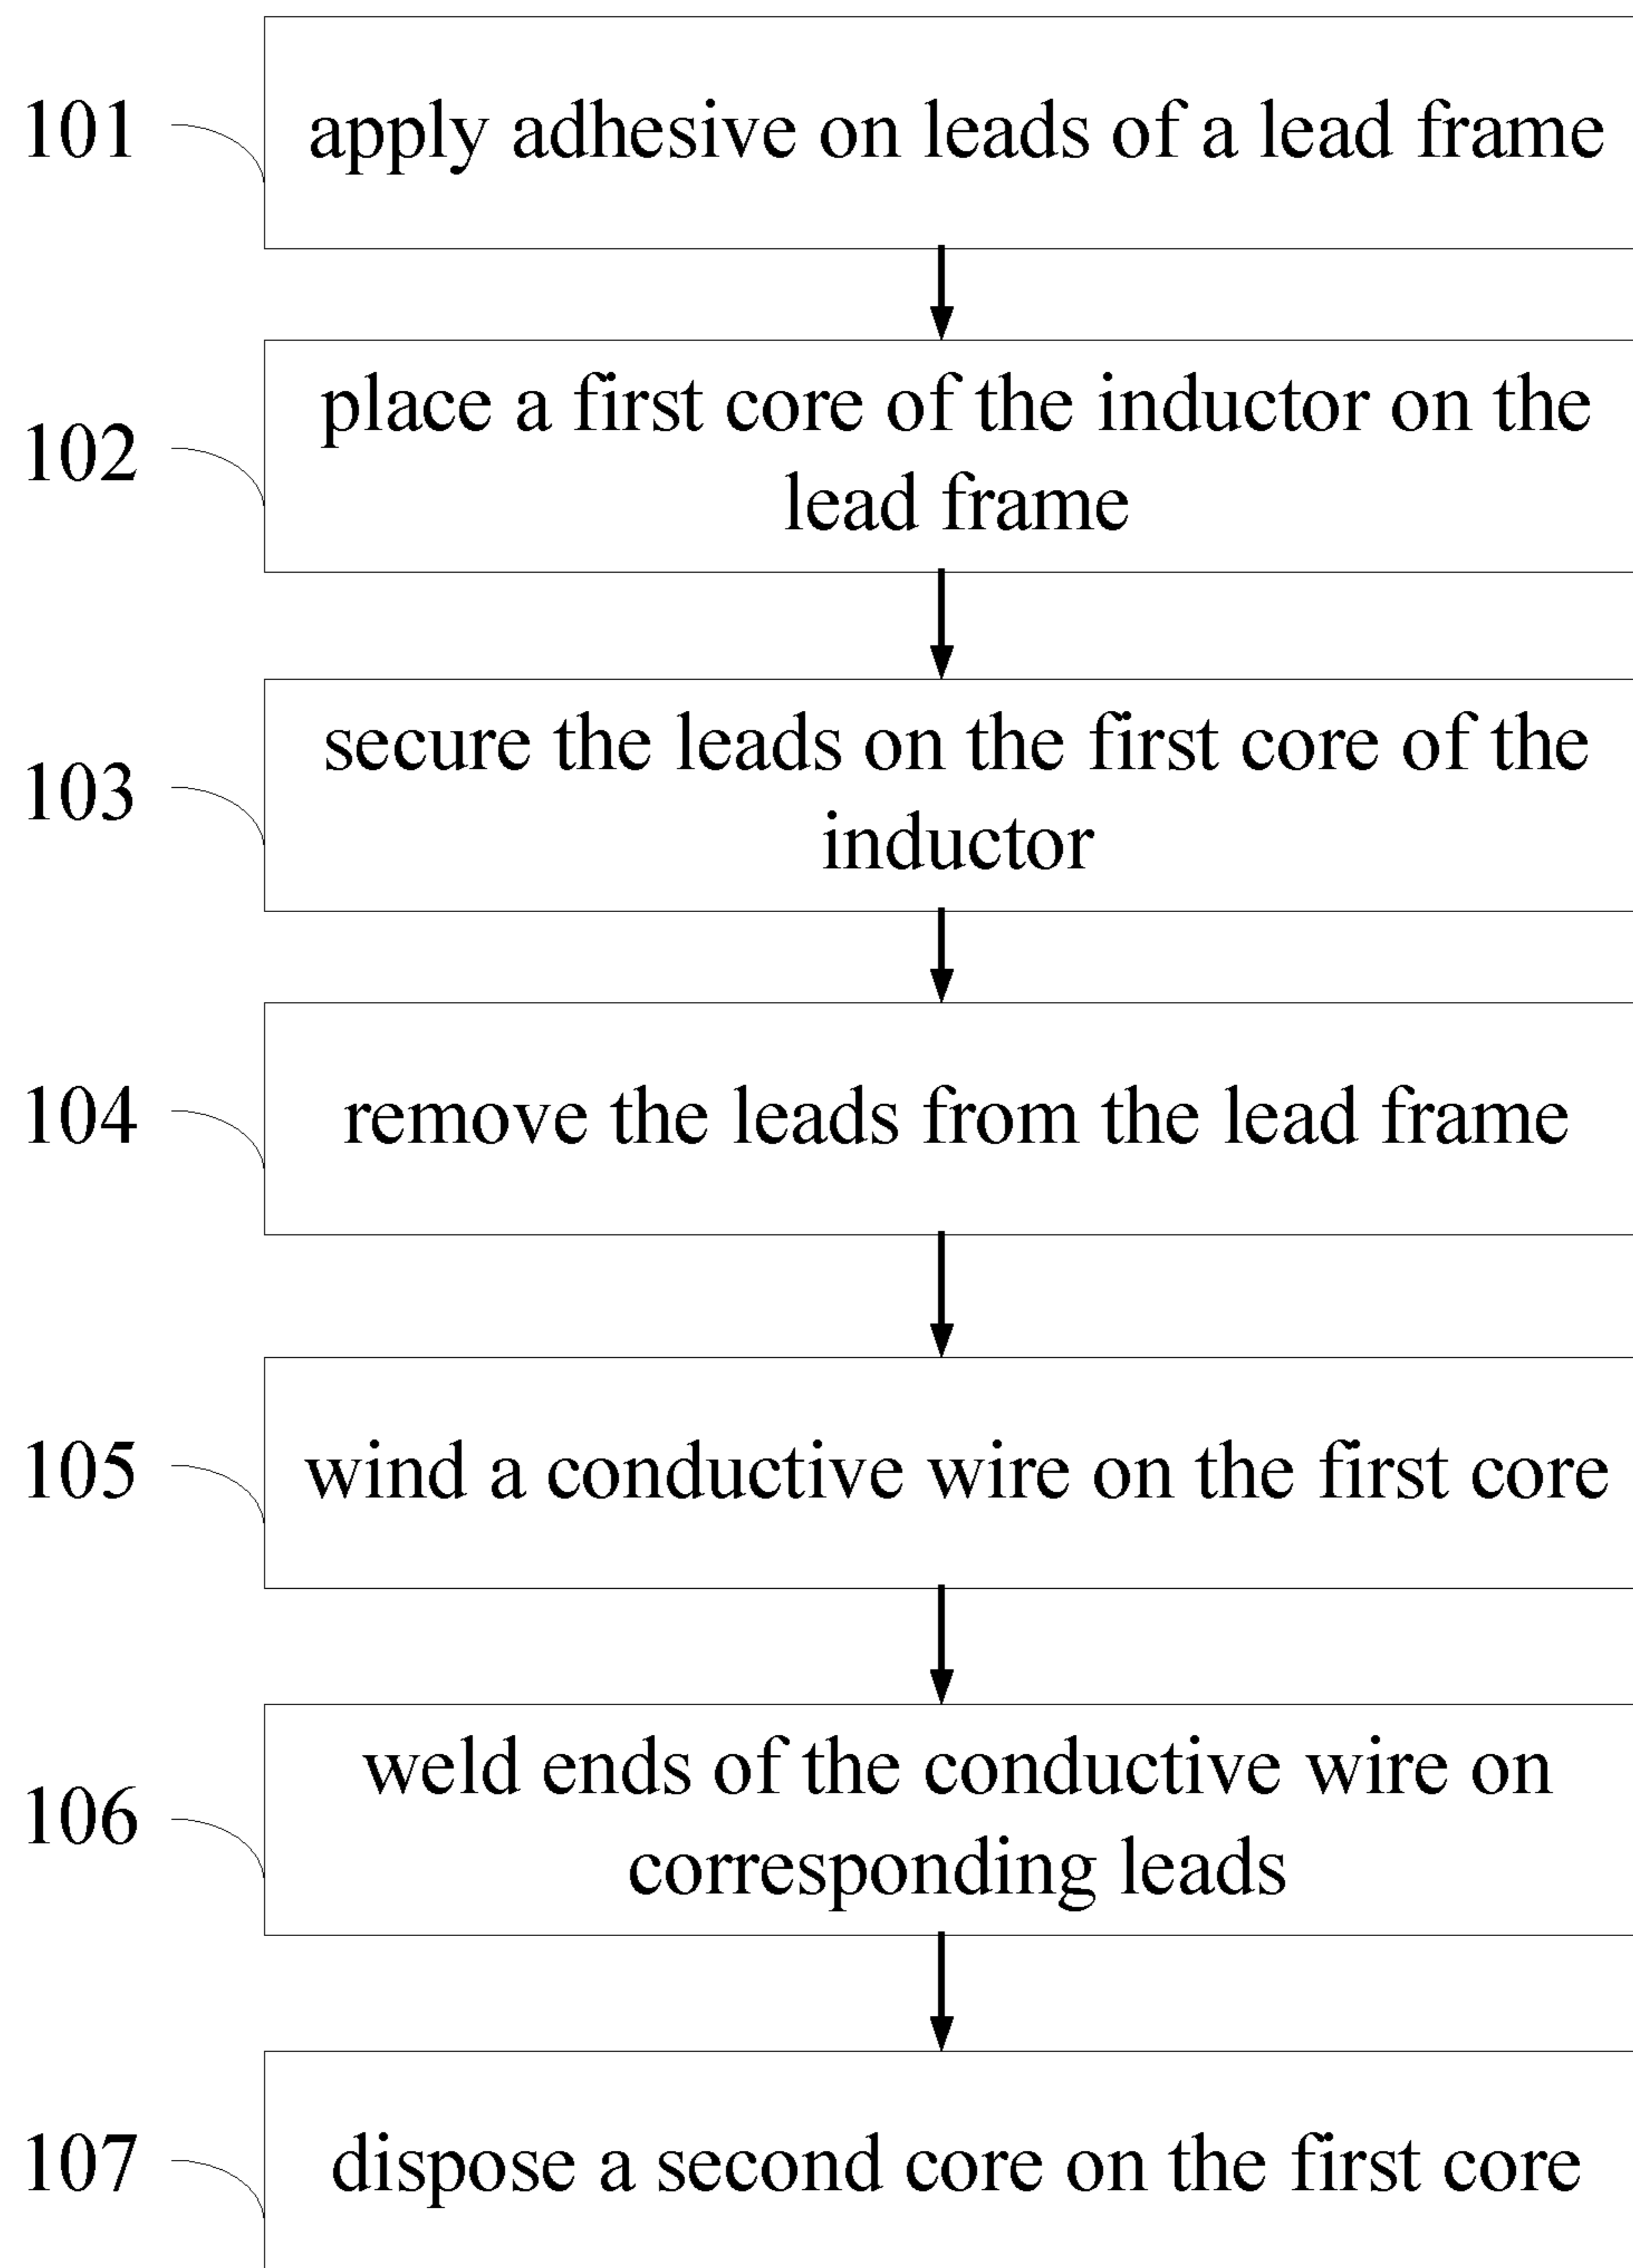 101
apply adhesive on leads of a lead frame
102
place a first core of the inductor on the
lead frame
103
secure the leads on the first core of the
inductor
104
remove the leads from the lead frame
105
wind a conductive wire on the first core
106
weld ends of the conductive wire on
corresponding leads
107
dispose a second core on the first core